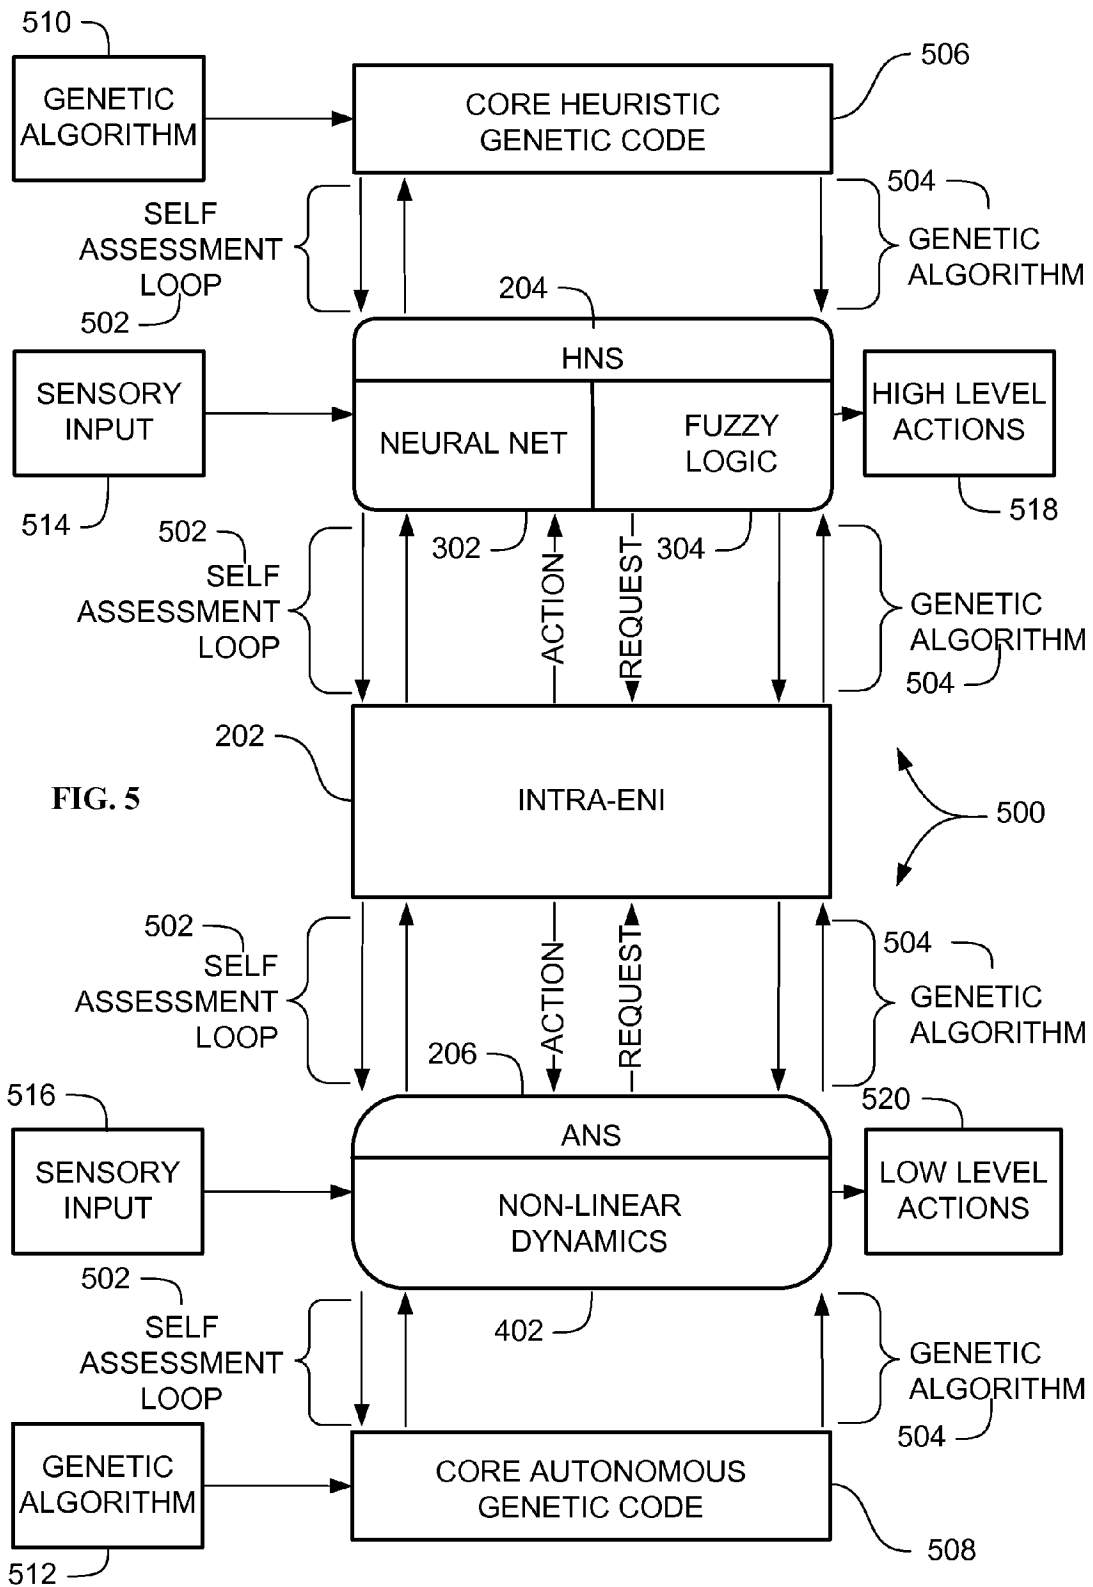 510
506
GENETIC
ALGORITHM
CORE HEURISTIC
GENETIC CODE
504
SELF
ASSESSMENT
LOOP
502
GENETIC
ALGORITHM
204
HNS
SENSORY
INPUT
NEURAL NET
FUZZY
LOGIC
HIGH LEVEL
ACTIONS
514
518
502
302
304
SELF
ASSESSMENT
LOOP
ACTION
REQUEST
GENETIC
ALGORITHM
504
202
FIG. 5
INTRA-ENI
500
502
SELF
ASSESSMENT
LOOP
ACTION
REQUEST
504
GENETIC
ALGORITHM
206
516
520
ANS
SENSORY
INPUT
NON-LINEAR
DYNAMICS
LOW LEVEL
ACTIONS
502
402
SELF
ASSESSMENT
LOOP
GENETIC
ALGORITHM
504
GENETIC
ALGORITHM
CORE AUTONOMOUS
GENETIC CODE
508
512